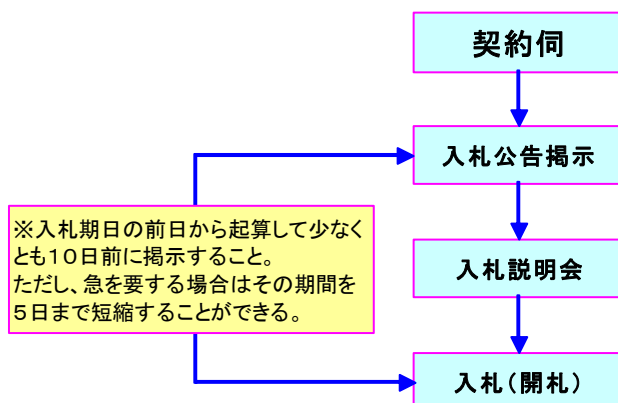 契約伺
入札公告掲示
※入札期日の前日から起算して少なく
とも１０日前に掲示すること。
ただし、急を要する場合はその期間を
５日まで短縮することができる。
入札説明会
入札（開札）